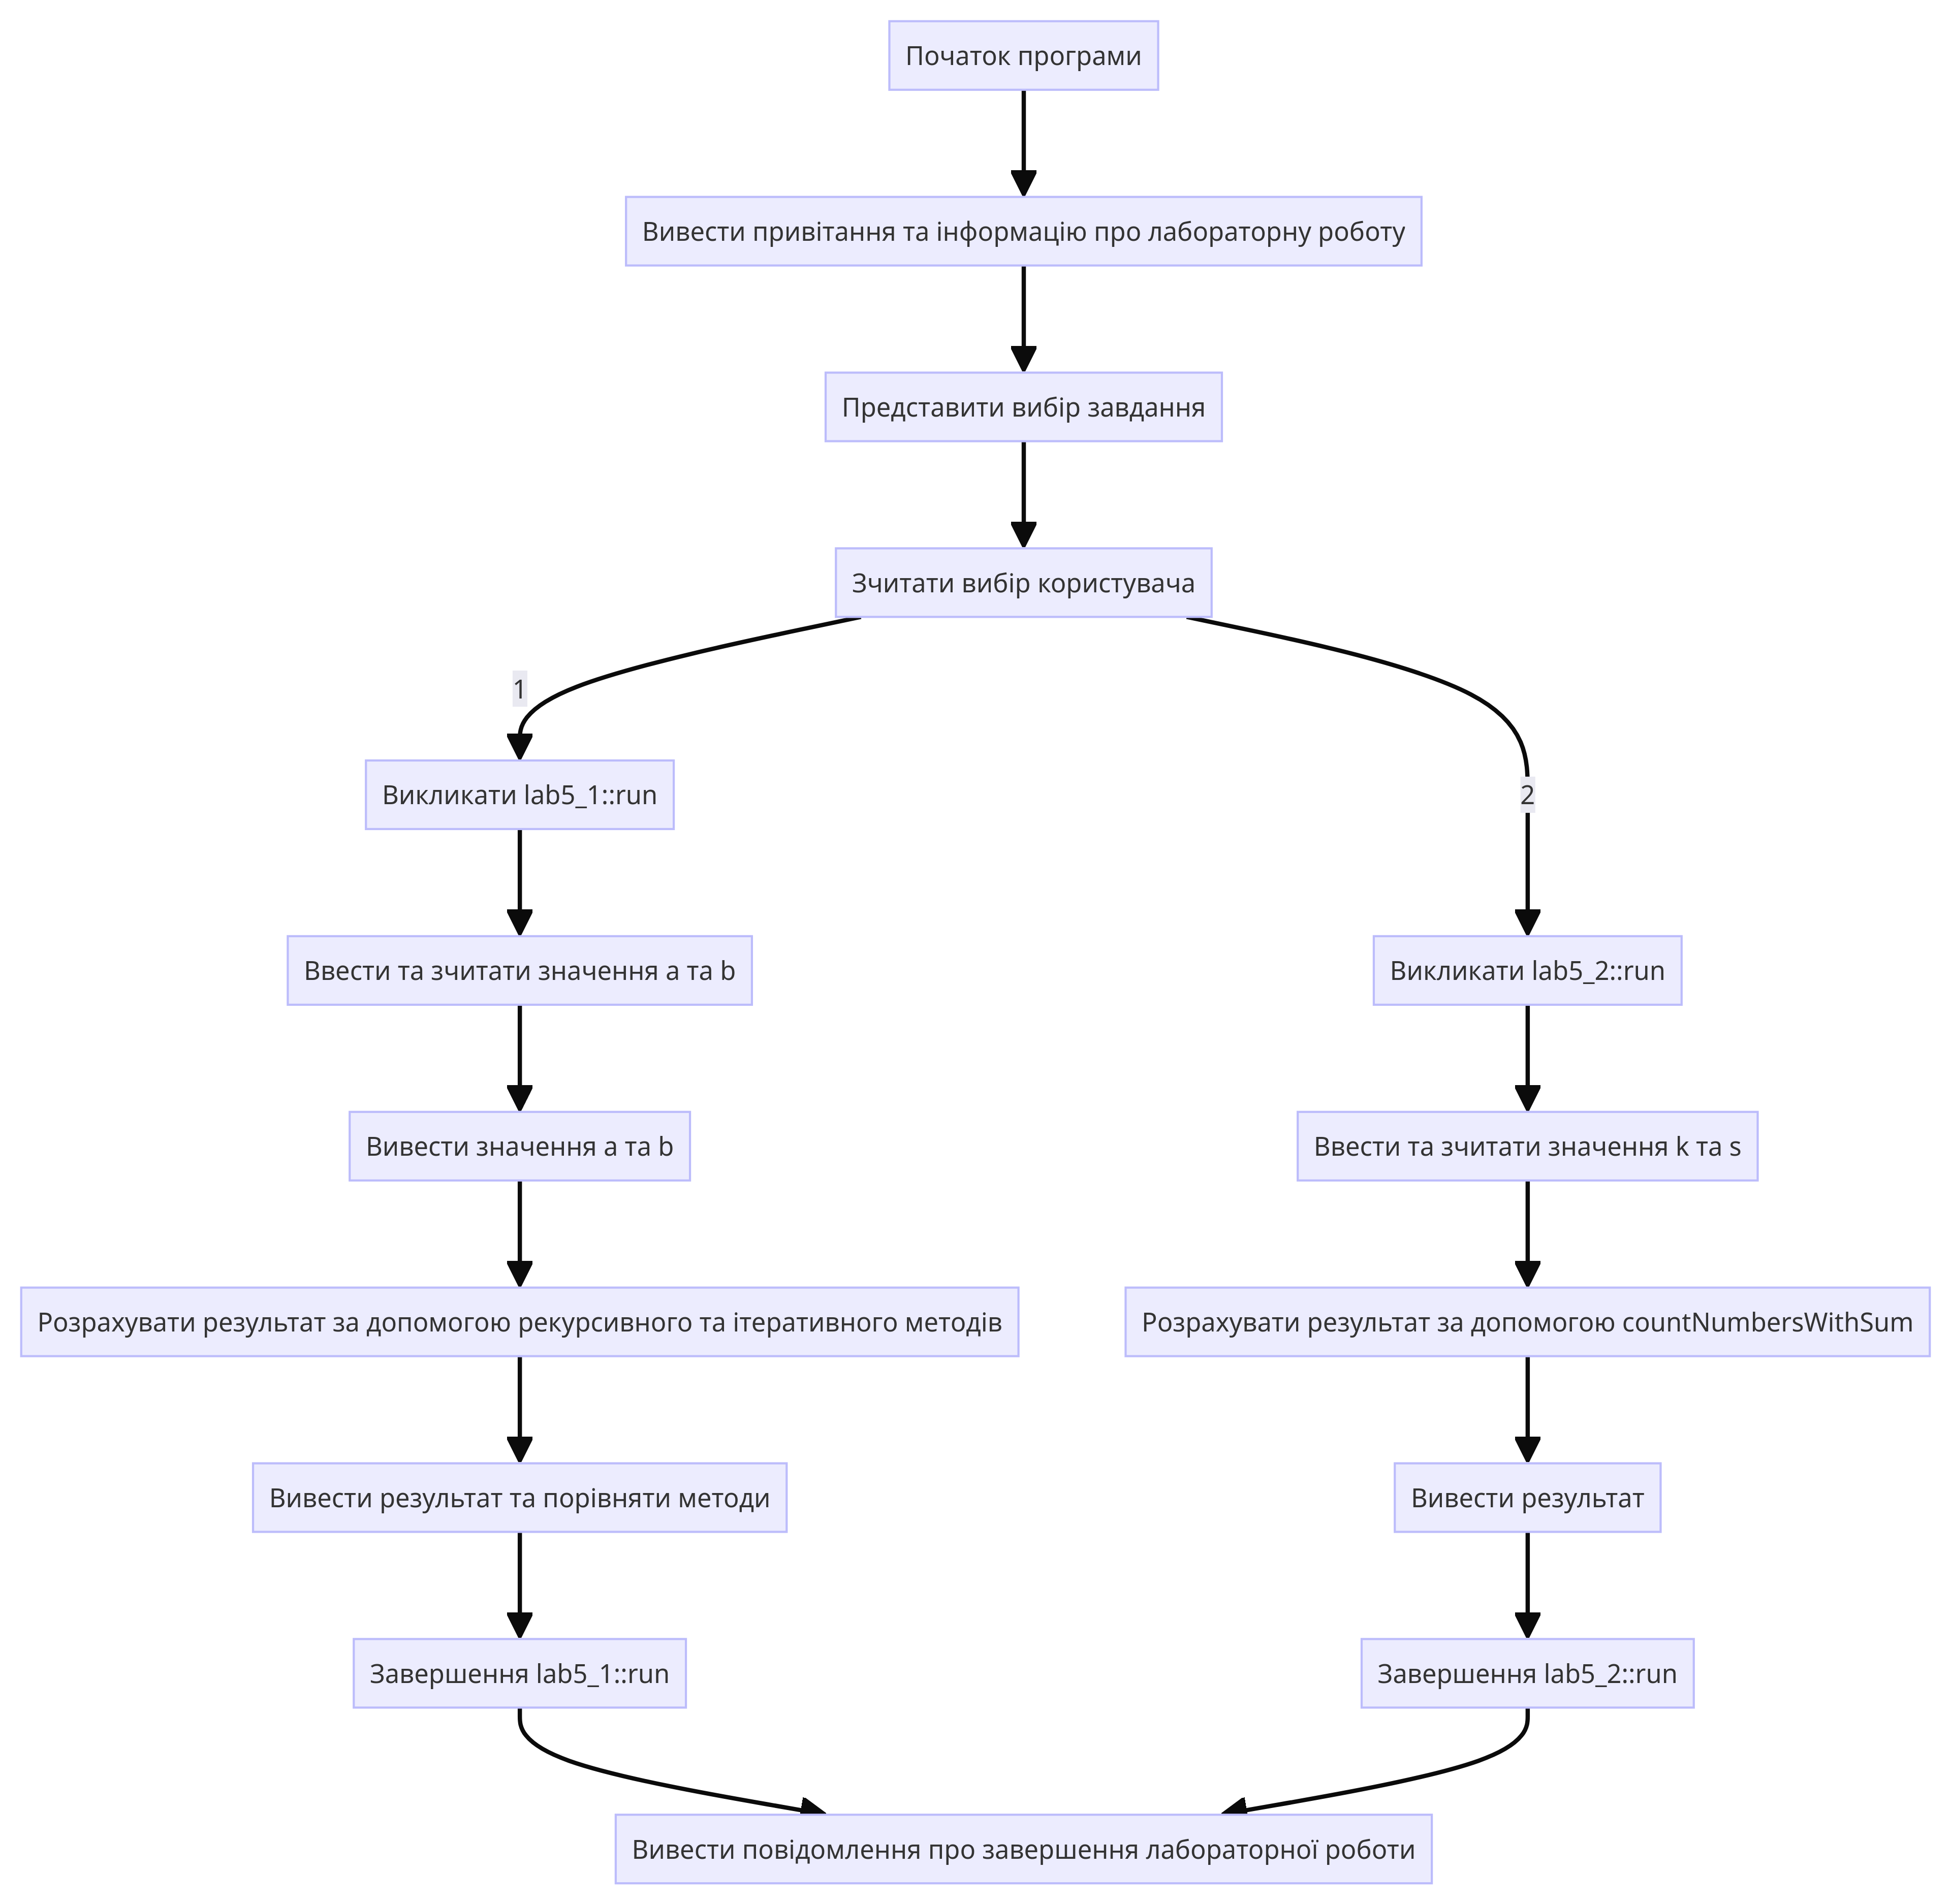 Початок програми
Вивести привітання та інформацію про лабораторну роботу
Представити вибір завдання
Зчитати вибір користувача
1
Викликати lab5_1::run
Ввести та зчитати значення a та b
Вивести значення a та b
Розрахувати результат за допомогою рекурсивного та ітеративного методів
Вивести результат та порівняти методи
Завершення lab5_1::run
2
Викликати lab5_2::run
Ввести та зчитати значення k та s
Розрахувати результат за допомогою countNumbersWithSum
Вивести результат
Завершення lab5_2::run
Вивести повідомлення про завершення лабораторної роботи